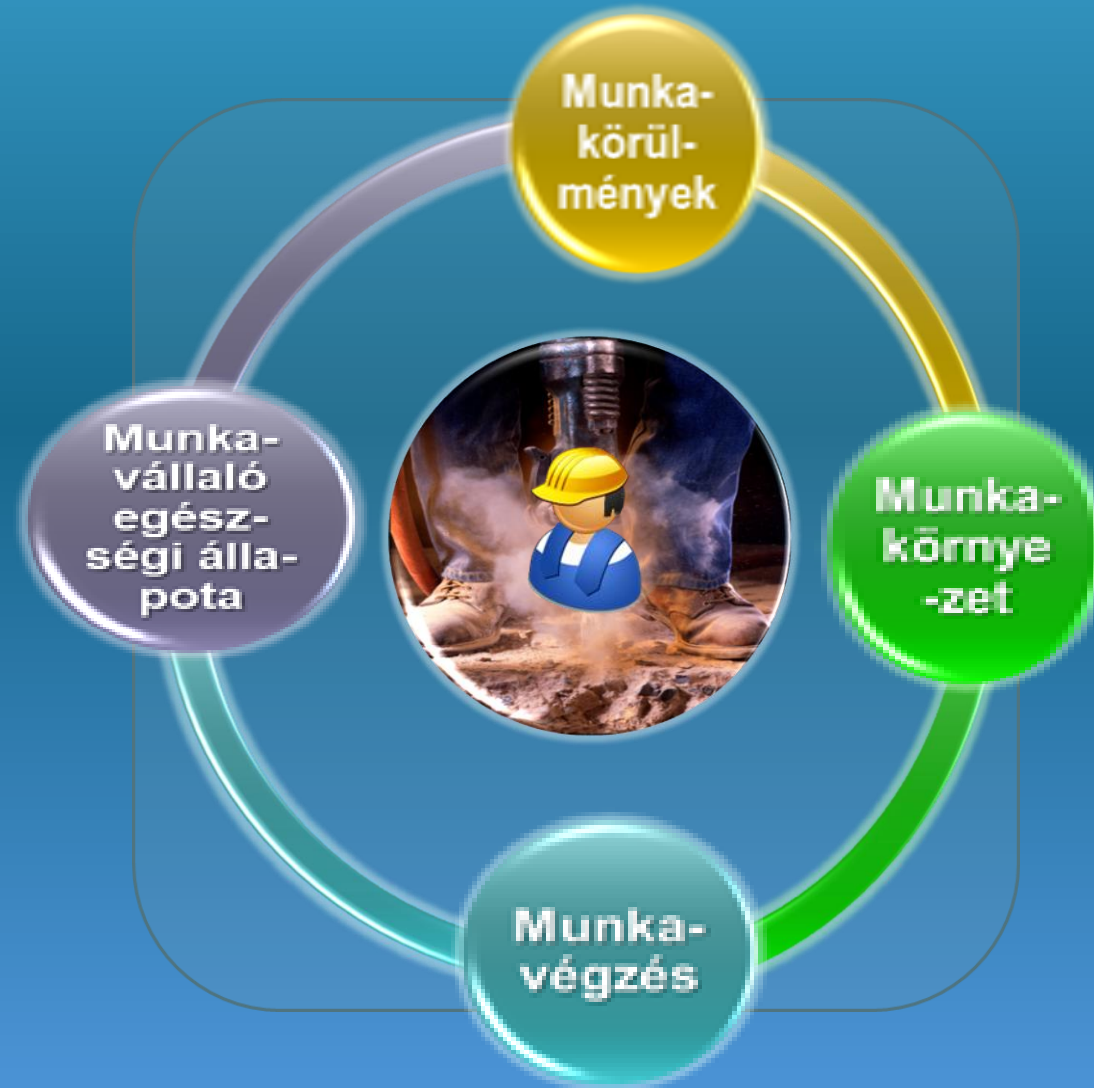 Munka-
körül-
mények
Munka-
vállaló
egész-
ségi álla-
pota
Munka-
környe
-zet
Munka-
végzés